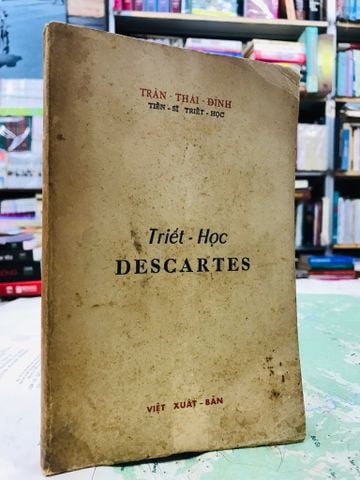 TRẦN - THÁI - ĐỈNH
TIẾN - SĨ TRIẾT - HỌC
Triết - Học
DESCARTES
VIỆT XUẤT - BẢN